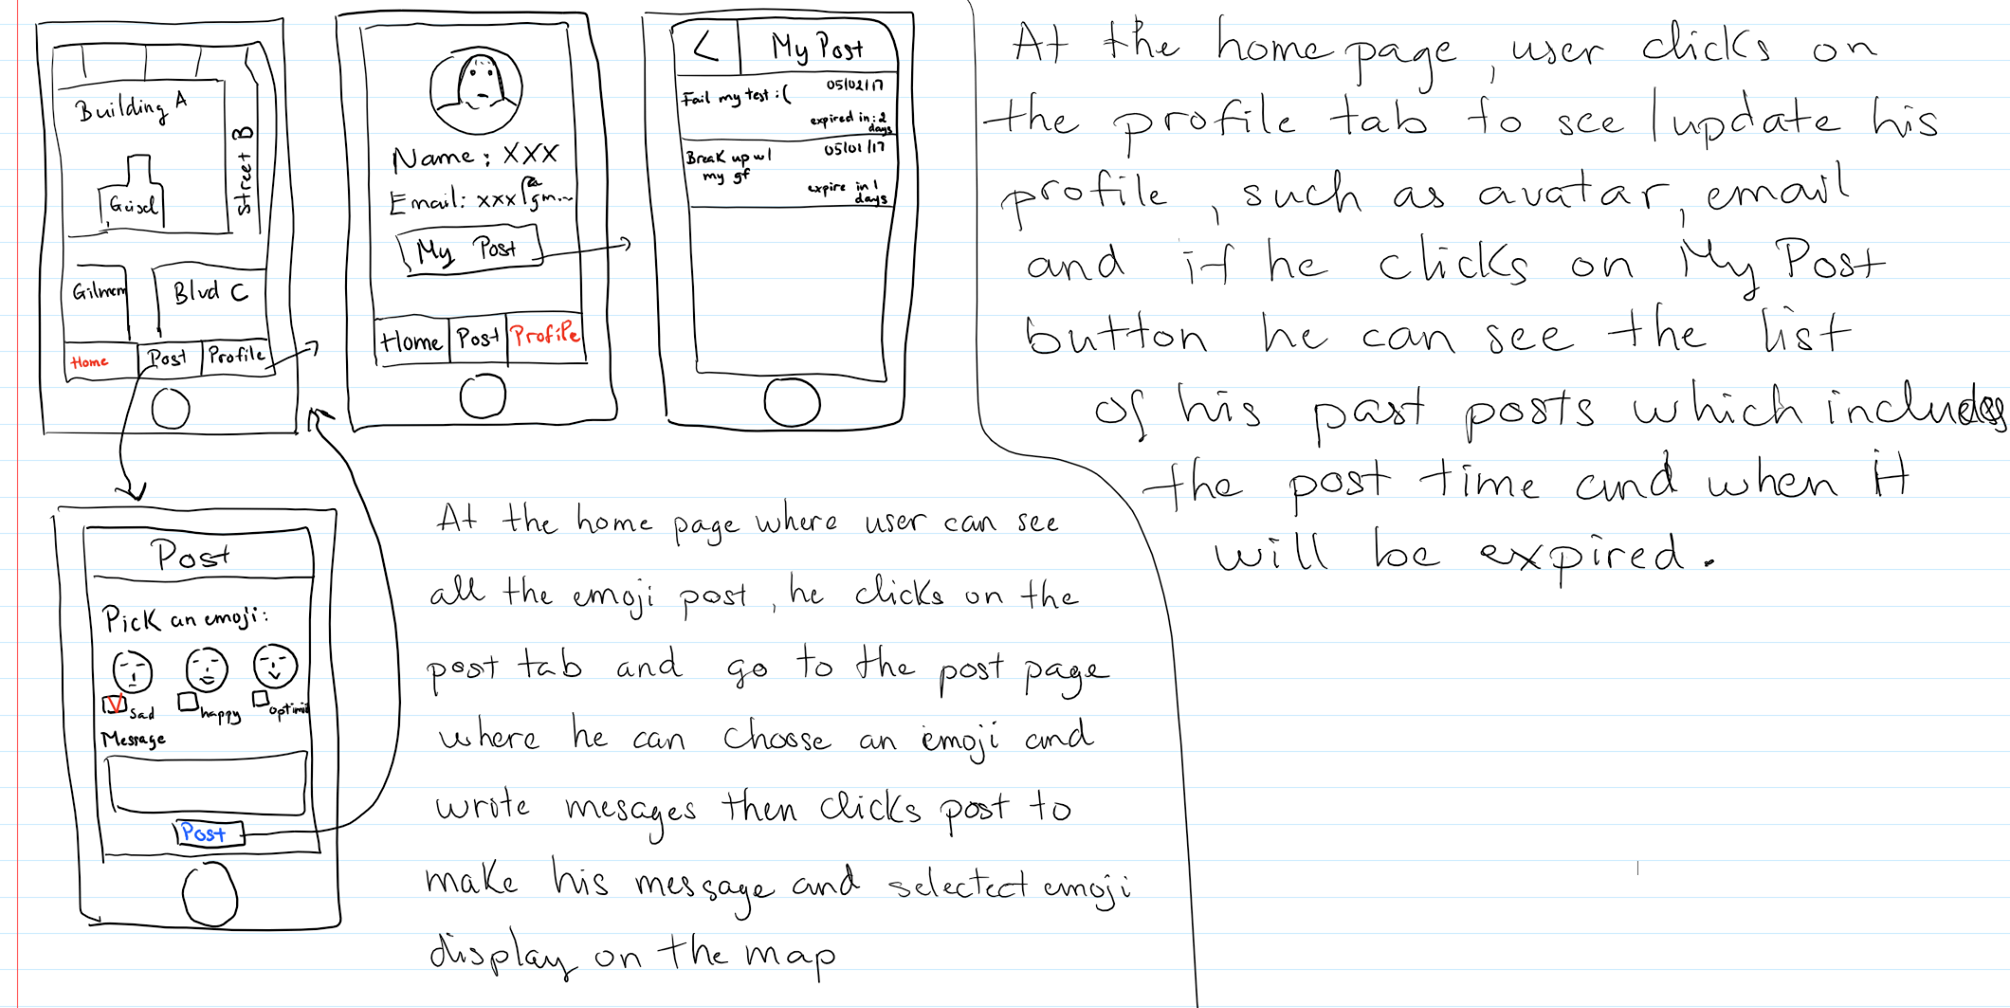 Building A
Street B
Geisel
Gilmem
Blvd C
Home Post Profile
Name: XXX
Email: xxx@gm...
My Post
Home Post Profile
< My Post
Fail my test :( 05/02/17
expired in: 2
days
Break up w/ 05/01/17
my gf
expire in 1
days
At the home page, user clicks on
the profile tab to see / update his
profile, such as avatar, email
and if he clicks on My Post
button he can see the list
of his past posts which includes
the post time and when it
will be expired.
Post
Pick an emoji:
Sad happy optimi
Message
Post
At the home page where user can see
all the emoji post, he clicks on the
post tab and go to the post page
where he can choose an emoji and
wrote mesages then clicks post to
make his message and selectect emoji
display on the map